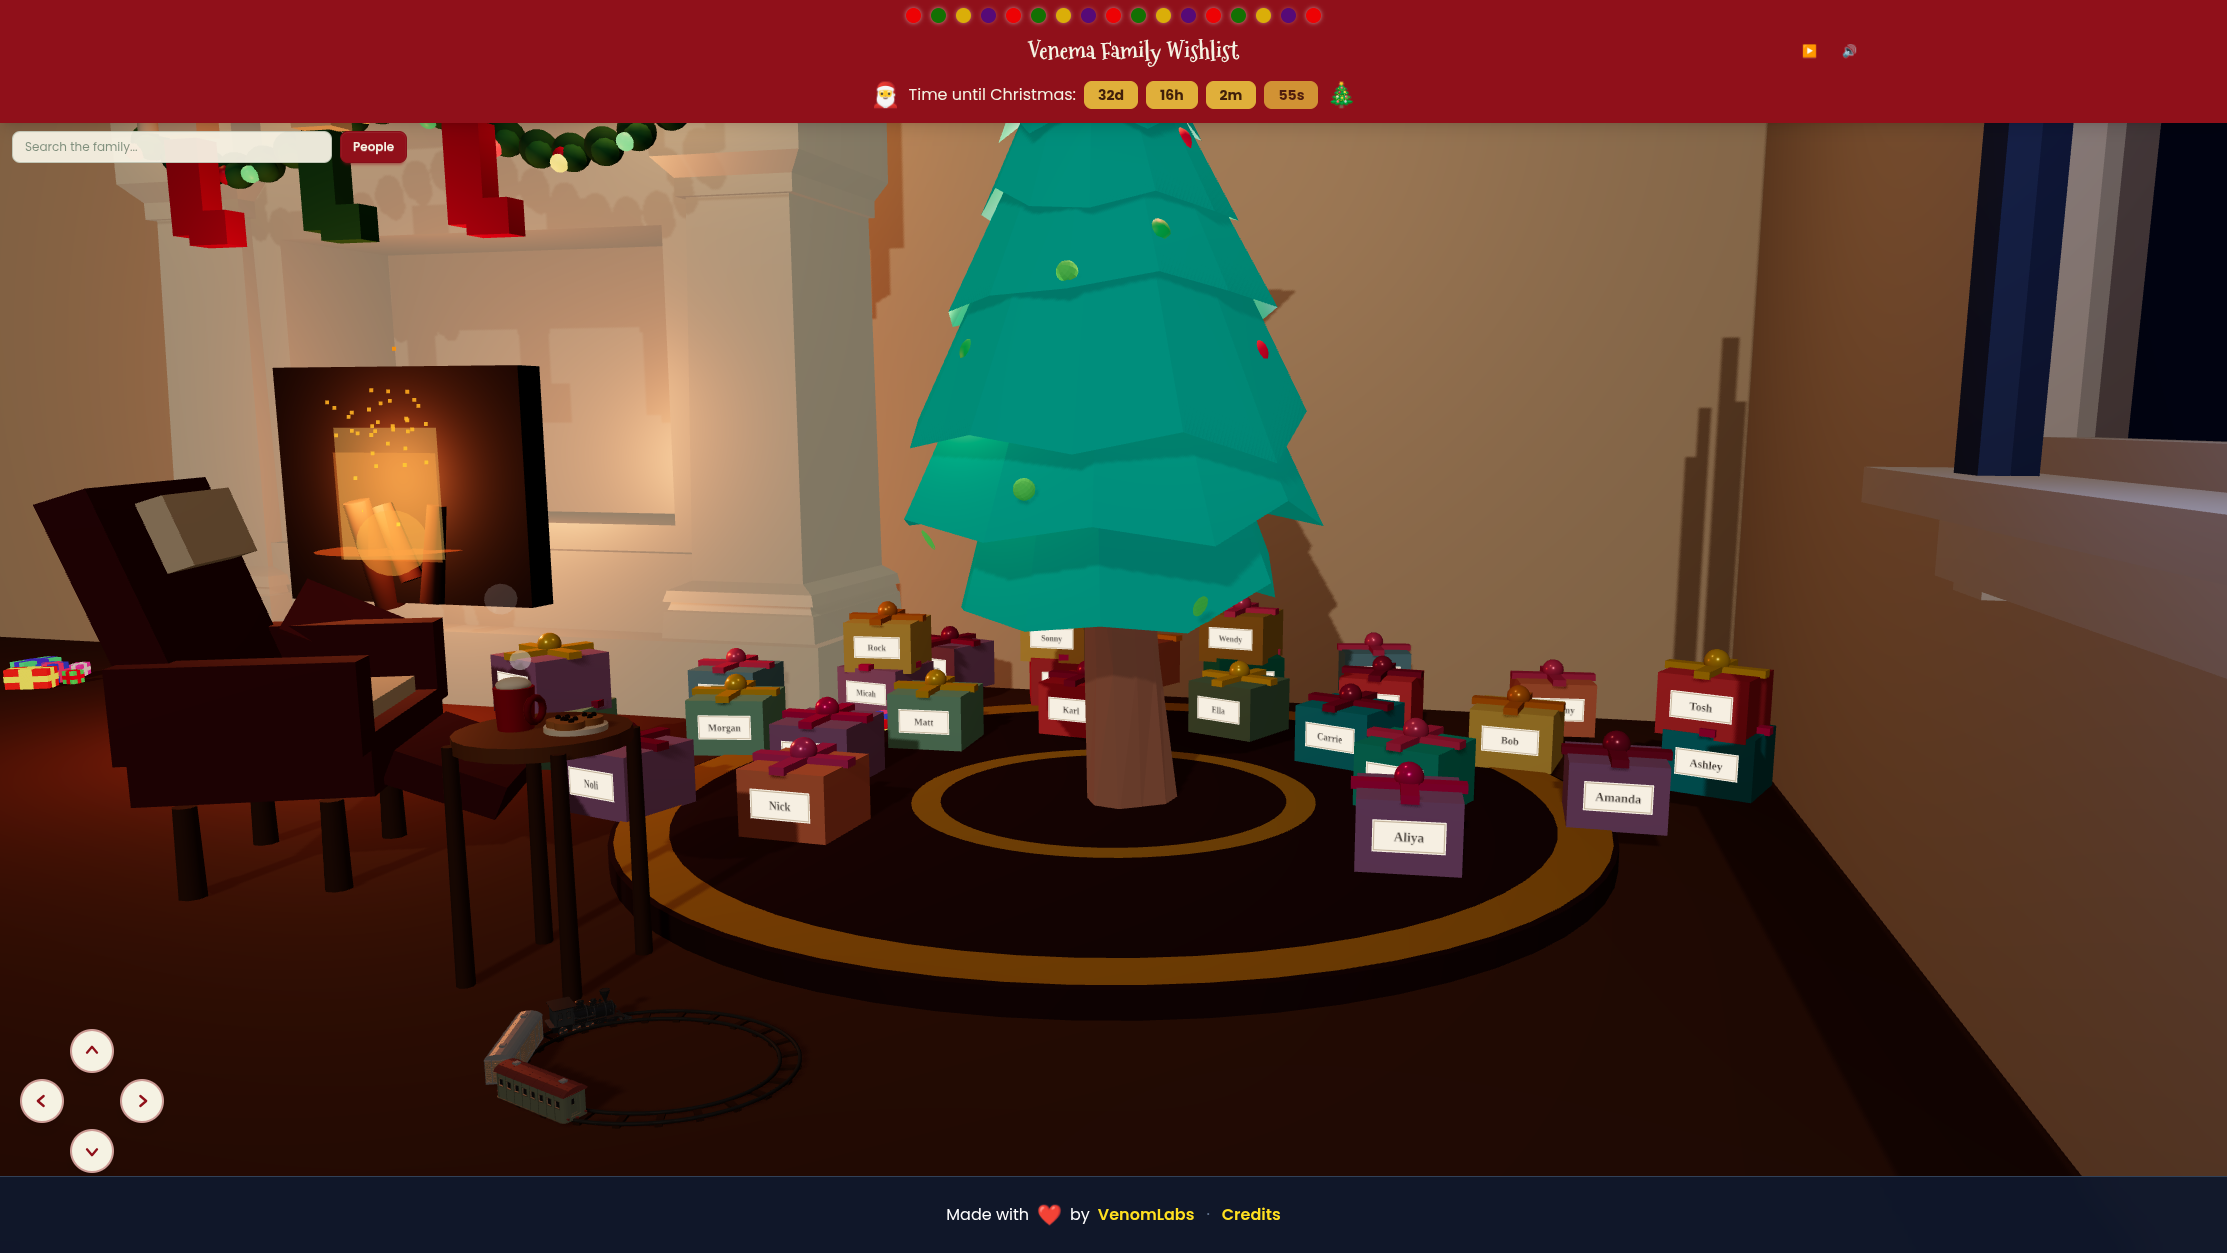 Venema Family Wishlist
Time until Christmas: 32d 16h 2m 55s
Search the family...
People
Rock
Sonny
Wendy
Micah
Morgan
Matt
Karl
Ella
Carrie
Bob
Tosh
Ashley
Noli
Nick
Amanda
Aliya
Made with by VenomLabs · Credits